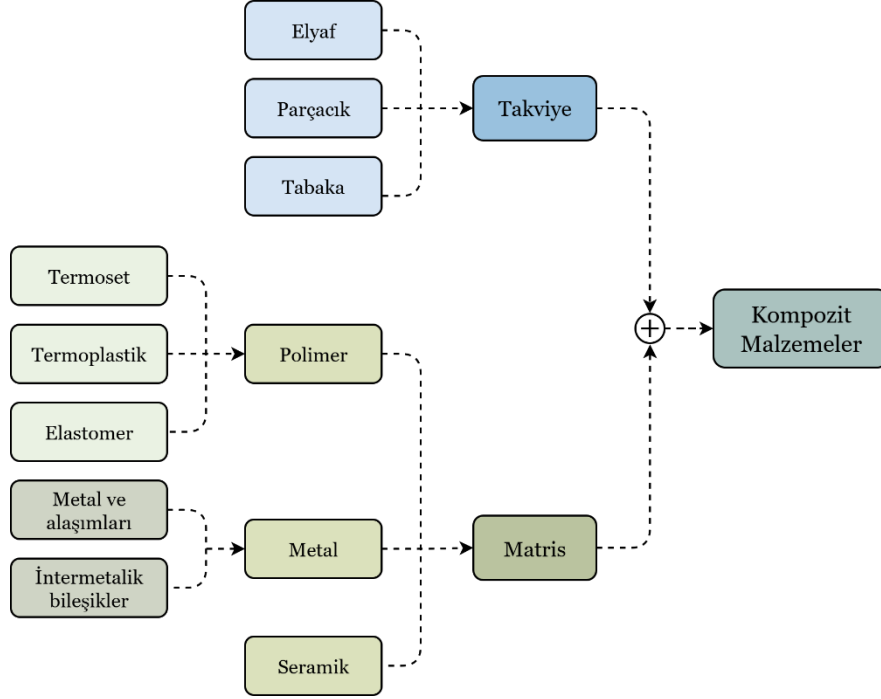 Elyaf
Parçacık
Takviye
Tabaka
Termoset
Termoplastik
Polimer
Kompozit
Malzemeler
Elastomer
Metal ve
alaşımları
Metal
Matris
İntermetalik
bileşikler
Seramik